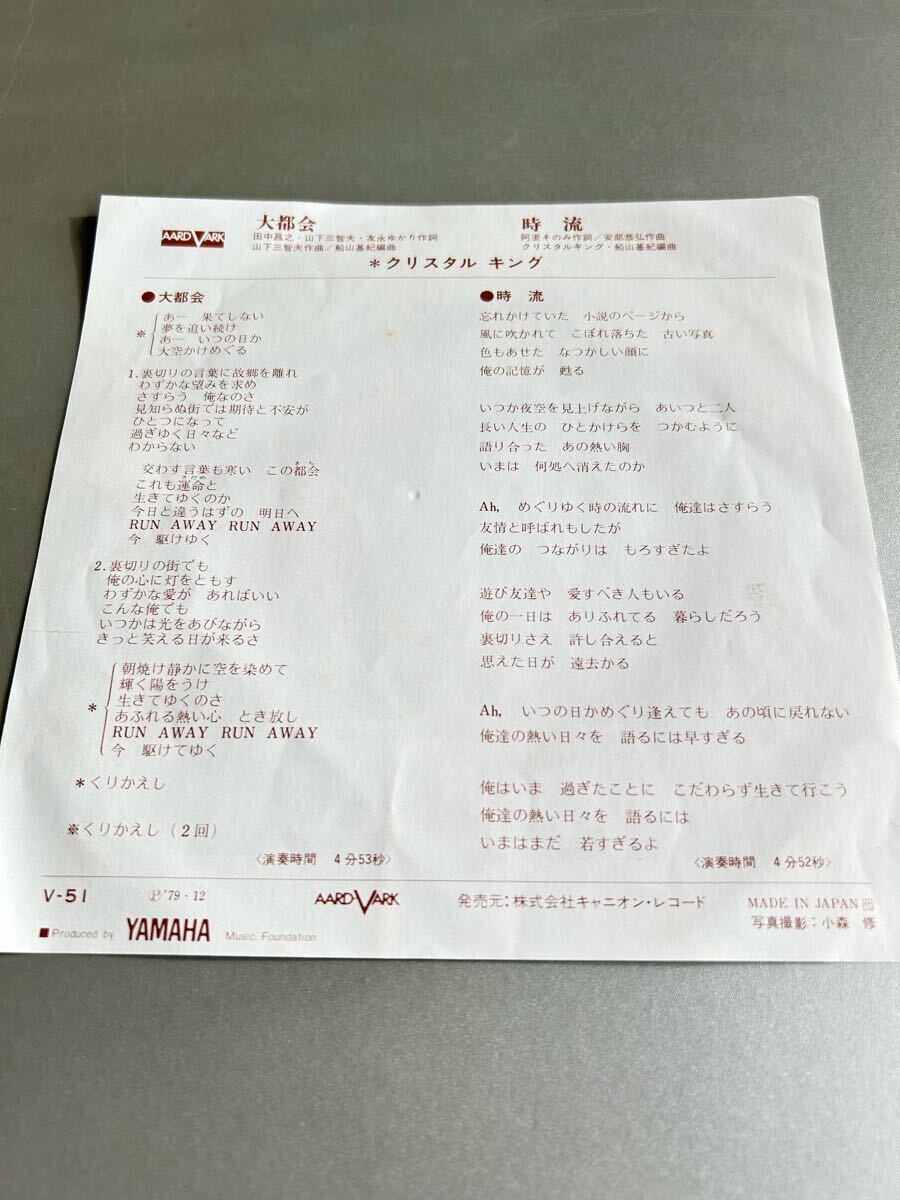 AARDVARK
大都会
田中昌之・山下三智夫・友永ゆかり作詞
山下三智夫作曲／船山基紀編曲
時流
阿里そのみ作詞／安部恭弘作曲
クリスタルキング・船山基紀編曲
＊クリスタル キング
●大都会
※
あー 果てしない
夢を追い続け
あー いつの日か
大空かけめぐる
1.裏切りの言葉に故郷を離れ
わずかな望みを求め
さすらう 俺なのさ
見知らぬ街では期待と不安が
ひとつになって
過ぎゆく日々など
わからない
交わす言葉も寒い この都会
これも運命と
生きてゆくのか
今日と違うはずの 明日へ
RUN AWAY RUN AWAY
今 駆けゆく
2.裏切りの街でも
俺の心に灯をともす
わずかな愛が あればいい
こんな俺でも
いつかは光をあびながら
きっと笑える日が来るさ
＊
朝焼け静かに空を染めて
輝く陽をうけ
生きてゆくのさ
あふれる熱い心 とき放し
RUN AWAY RUN AWAY
今 駆けてゆく
＊くりかえし
※くりかえし(2回)
〈演奏時間 4分53秒〉
●時 流
忘れかけていた 小説のページから
風に吹かれて こぼれ落ちた 古い写真
色もあせた なつかしい顔に
俺の記憶が 甦る
いつか夜空を見上げながら あいつと二人
長い人生の ひとかけらを つかむように
語り合った あの熱い胸
いまは 何処へ消えたのか
Ah, めぐりゆく時の流れに 俺達はさすらう
友情と呼ばれもしたが
俺達の つながりは もろすぎたよ
遊び友達や 愛すべき人もいる
俺の一日は ありふれてる 暮らしだろう
裏切りさえ 許し合えると
思えた日が 遠去かる
Ah, いつの日かめぐり逢えても あの頃に戻れない
俺達の熱い日々を 語るには早すぎる
俺はいま 過ぎたことに こだわらず生きて行こう
俺達の熱い日々を 語るには
いまはまだ 若すぎるよ
〈演奏時間 4分52秒〉
V-51 Ⓟ'79・12 AARDVARK 発売元：株式会社キャニオン・レコード MADE IN JAPAN
■Produced by YAMAHA Music Foundation
写真撮影：小森 修